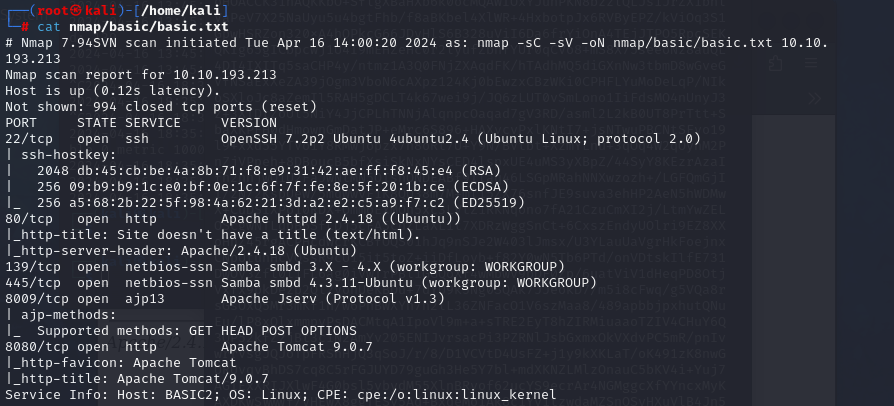 ┌──(root㉿kali)-[/home/kali]
└─# cat nmap/basic/basic.txt
# Nmap 7.94SVN scan initiated Tue Apr 16 14:00:20 2024 as: nmap -sC -sV -oN nmap/basic/basic.txt 10.10.
193.213
Nmap scan report for 10.10.193.213
Host is up (0.12s latency).
Not shown: 994 closed tcp ports (reset)
PORT     STATE SERVICE     VERSION
22/tcp   open  ssh         OpenSSH 7.2p2 Ubuntu 4ubuntu2.4 (Ubuntu Linux; protocol 2.0)
| ssh-hostkey:
|   2048 db:45:cb:be:4a:8b:71:f8:e9:31:42:ae:ff:f8:45:e4 (RSA)
|   256 09:b9:b9:1c:e0:bf:0e:1c:6f:7f:fe:8e:5f:20:1b:ce (ECDSA)
|_  256 a5:68:2b:22:5f:98:4a:62:21:3d:a2:e2:c5:a9:f7:c2 (ED25519)
80/tcp   open  http        Apache httpd 2.4.18 ((Ubuntu))
|_http-title: Site doesn't have a title (text/html).
|_http-server-header: Apache/2.4.18 (Ubuntu)
139/tcp  open  netbios-ssn Samba smbd 3.X - 4.X (workgroup: WORKGROUP)
445/tcp  open  netbios-ssn Samba smbd 4.3.11-Ubuntu (workgroup: WORKGROUP)
8009/tcp open  ajp13       Apache Jserv (Protocol v1.3)
| ajp-methods:
|_  Supported methods: GET HEAD POST OPTIONS
8080/tcp open  http        Apache Tomcat 9.0.7
|_http-favicon: Apache Tomcat
|_http-title: Apache Tomcat/9.0.7
Service Info: Host: BASIC2; OS: Linux; CPE: cpe:/o:linux:linux_kernel